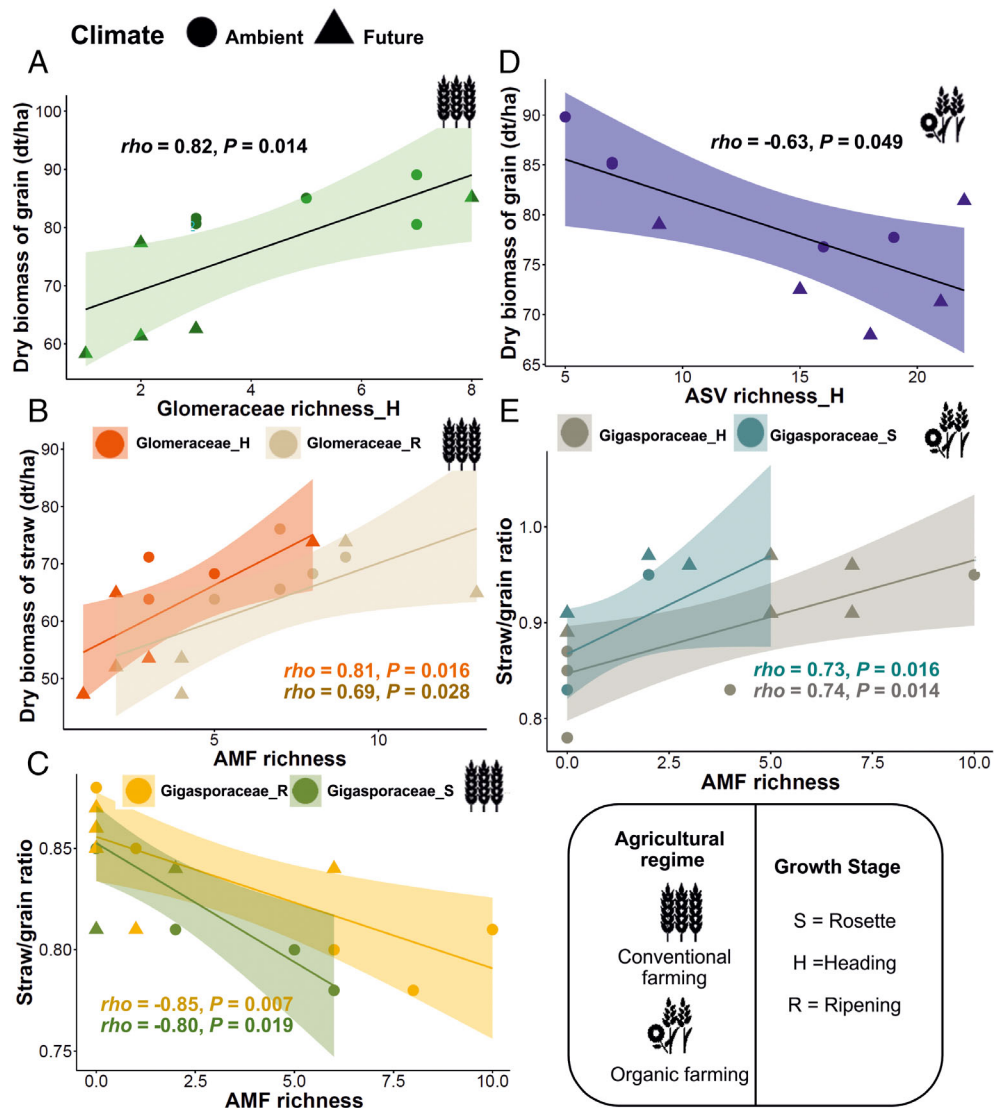 Climate Ambient Future
A
Dry biomass of grain (dt/ha)
100
90
80
70
60
rho = 0.82, P = 0.014
2 4 6 8
Glomeraceae richness_H
D
Dry biomass of grain (dt/ha)
90
85
80
75
70
65
rho = -0.63, P = 0.049
5 10 15 20
ASV richness_H
B
Glomeraceae_H Glomeraceae_R
Dry biomass of straw (dt/ha)
90
80
70
60
50
rho = 0.81, P = 0.016
rho = 0.69, P = 0.028
5 10
AMF richness
E
Gigasporaceae_H Gigasporaceae_S
Straw/grain ratio
1.0
0.9
0.8
rho = 0.73, P = 0.016
rho = 0.74, P = 0.014
0.0 2.5 5.0 7.5 10.0
AMF richness
C
Gigasporaceae_R Gigasporaceae_S
Straw/grain ratio
0.85
0.80
0.75
rho = -0.85, P = 0.007
rho = -0.80, P = 0.019
0.0 2.5 5.0 7.5 10.0
AMF richness
Agricultural
regime
Conventional
farming
Organic farming
Growth Stage
S = Rosette
H =Heading
R = Ripening